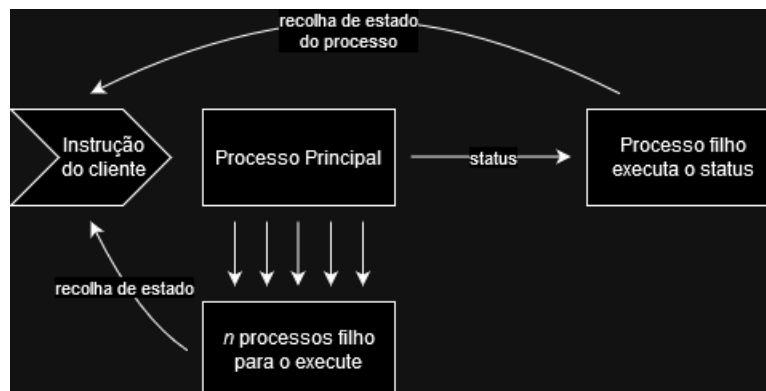 recolha de estado
do processo
Instrução
do cliente
Processo Principal
status
Processo filho
executa o status
recolha de estado
n processos filho
para o execute